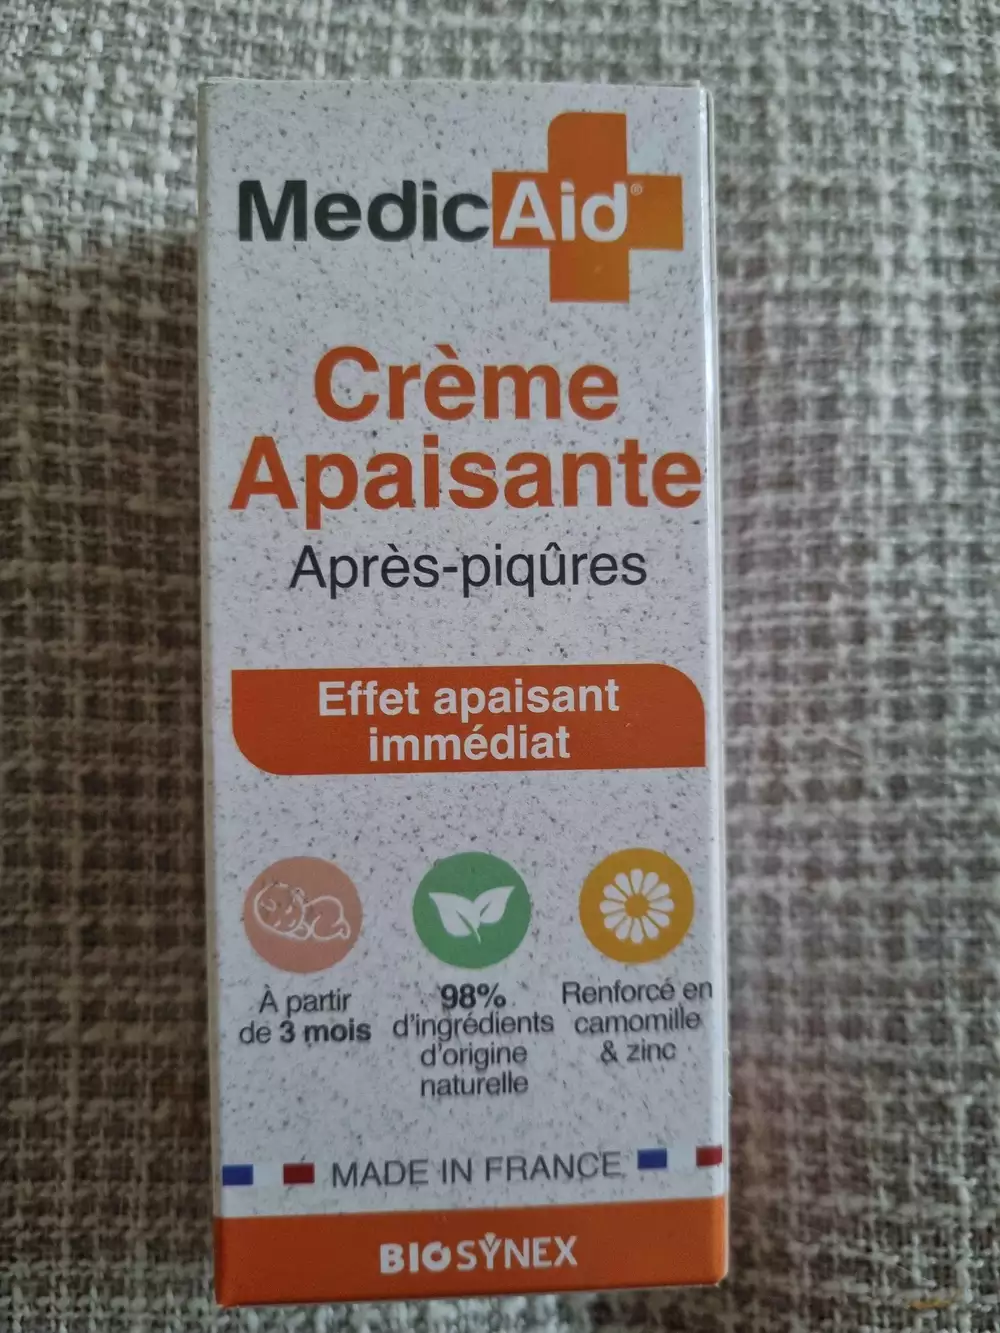 MedicAid®
Crème
Apaisante
Après-piqûres
Effet apaisant
immédiat
À partir
de 3 mois
98%
d'ingrédients
d'origine
naturelle
Renforcé en
camomille
& zinc
MADE IN FRANCE
BIOSYNEX